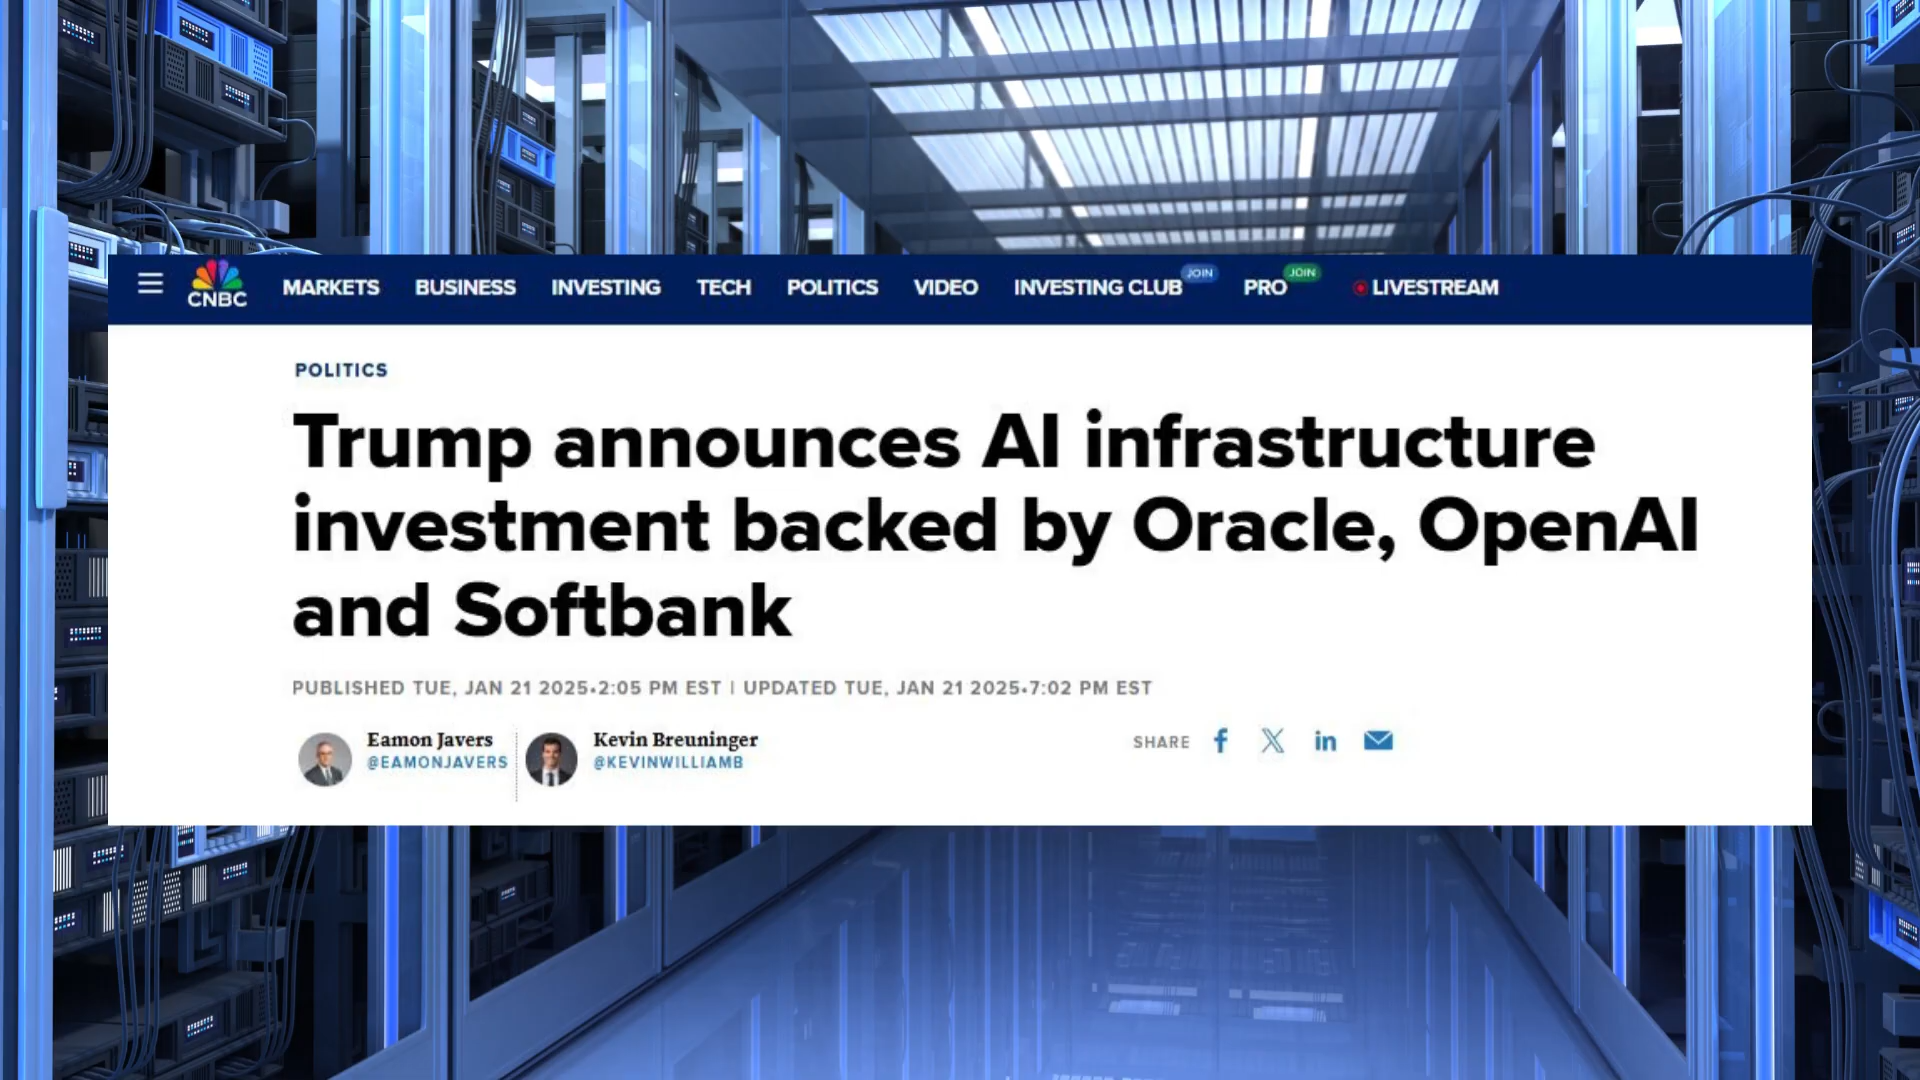 CNBC
MARKETS BUSINESS INVESTING TECH POLITICS VIDEO INVESTING CLUB JOIN PRO JOIN LIVESTREAM
POLITICS
Trump announces AI infrastructure
investment backed by Oracle, OpenAI
and Softbank
PUBLISHED TUE, JAN 21 2025•2:05 PM EST | UPDATED TUE, JAN 21 2025•7:02 PM EST
Eamon Javers
@EAMONJAVERS
Kevin Breuninger
@KEVINWILLIAMB
SHARE